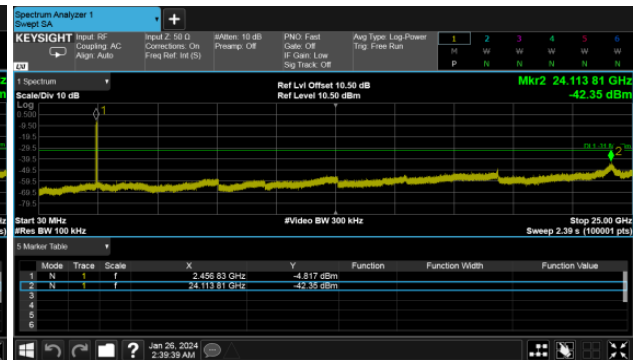 Spectrum Analyzer 1
Swept SA
KEYSIGHT Input: RF Input Z: 50 Ω #Atten: 10 dB PNO: Fast Avg Type: Log-Power 1 2 3 4 5 6
Coupling: AC Corrections: On Preamp: Off Gate: Off Trig: Free Run M W W W W W
Align: Auto Freq Ref: Int (S) IF Gain: Low
Sig Track: Off P N N N N N
LXI
1 Spectrum
Ref Lvl Offset 10.50 dB Mkr2 24.113 81 GHz
Scale/Div 10 dB Ref Level 10.50 dBm -42.35 dBm
Log
0.500
-9.50
-19.5
-29.5
-39.5
-49.5
-59.5
-69.5
-79.5
1
2
Start 30 MHz #Video BW 300 kHz Stop 25.00 GHz
#Res BW 100 kHz Sweep 2.39 s (100001 pts)
5 Marker Table
Mode Trace Scale X Y Function Function Width Function Value
1 N 1 f 2.456 83 GHz -4.817 dBm
2 N 1 f 24.113 81 GHz -42.35 dBm
3
4
5
6
Jan 26, 2024
2:39:39 AM